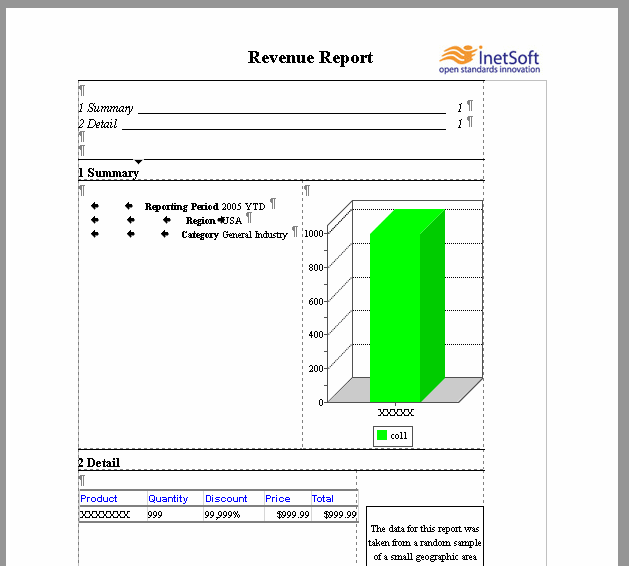 Revenue Report
InetSoft
open standards innovation
¶
1 Summary 1 ¶
2 Detail 1 ¶
¶
¶
1 Summary
¶
Reporting Period 2005 YTD ¶
Region USA ¶
Category General Industry ¶
¶
1000
800
600
400
200
0
XXXXX
col1
2 Detail
¶
Product Quantity Discount Price Total
XXXXXXXX 999 99,999% $999.99 $999.99
The data for this report was
taken from a random sample
of a small geographic area